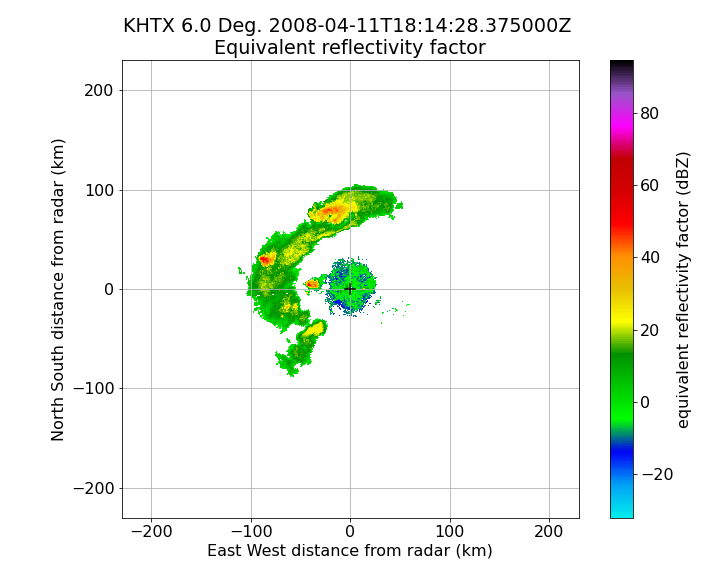 KHTX 6.0 Deg. 2008-04-11T18:14:28.375000Z
Equivalent reflectivity factor
North South distance from radar (km)
200
100
0
−100
−200
−200 −100 0 100 200
East West distance from radar (km)
80
60
40
20
0
−20
equivalent reflectivity factor (dBZ)